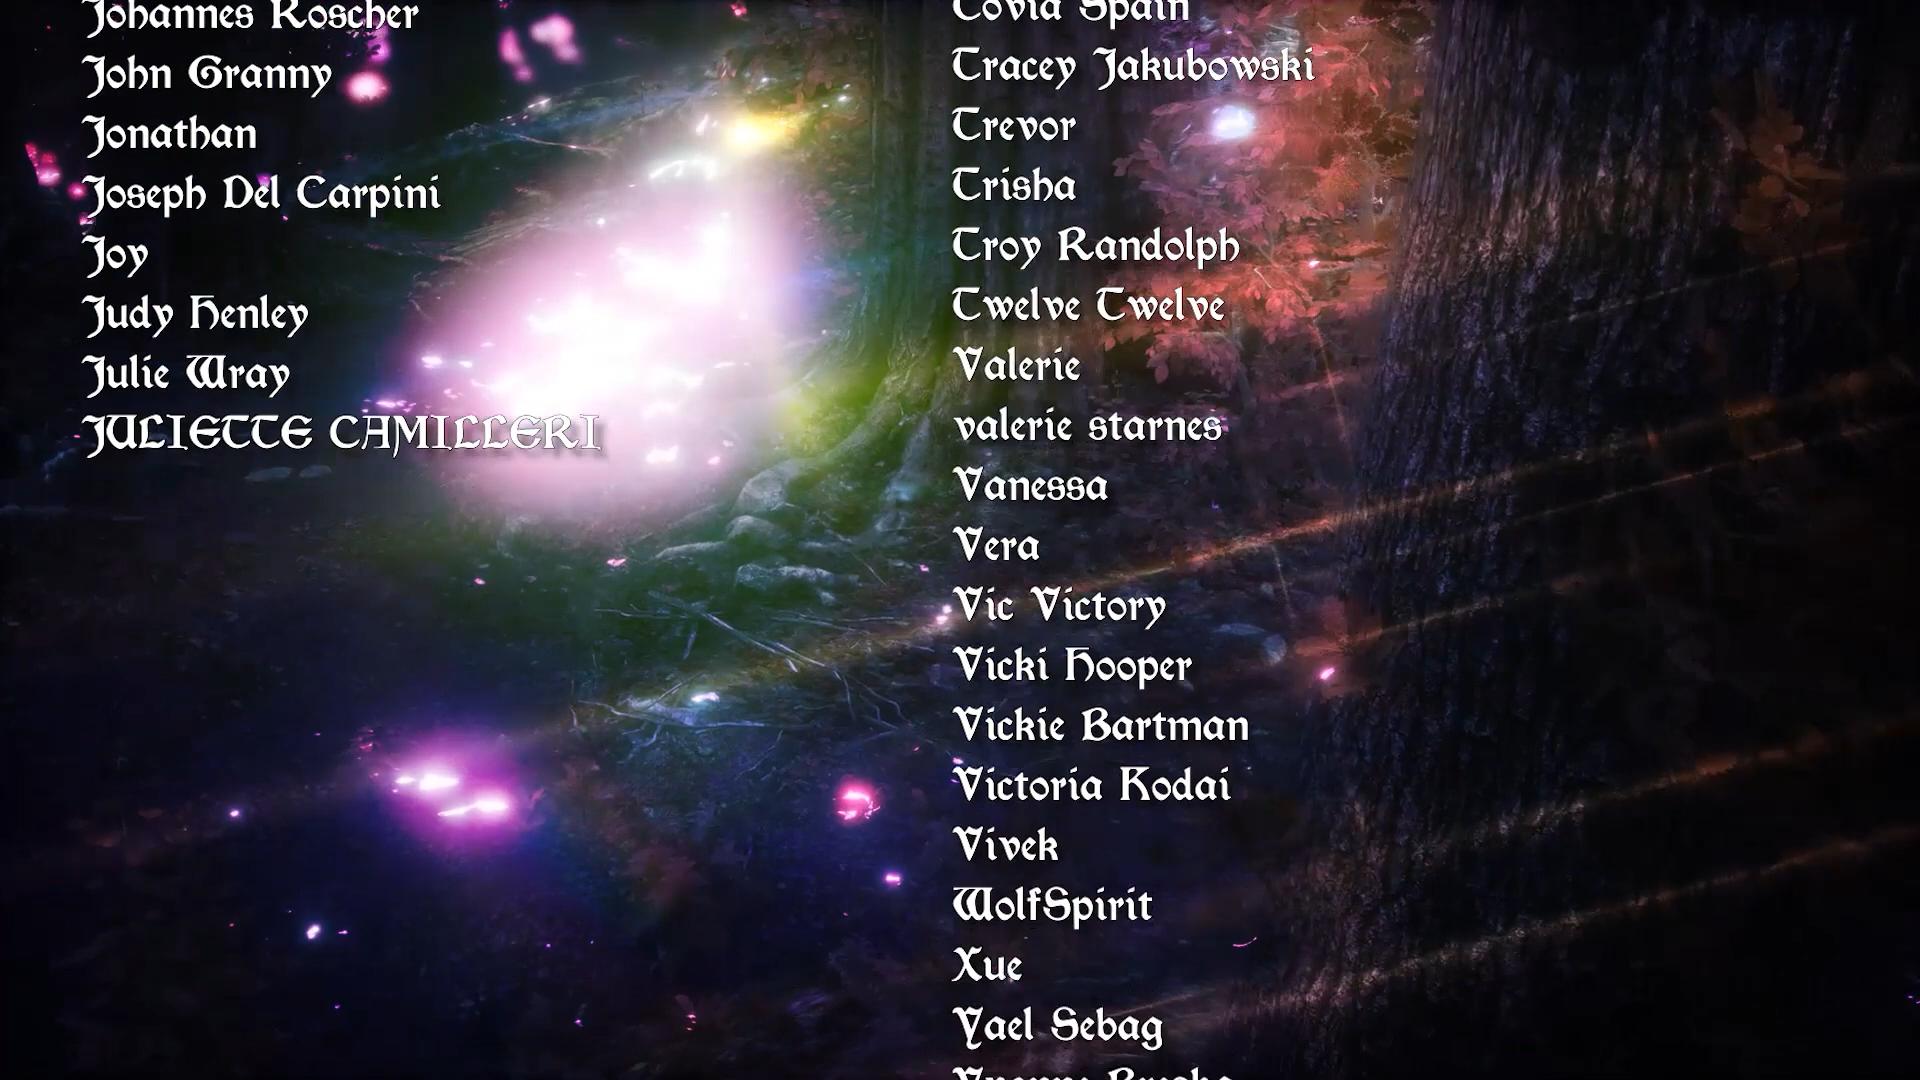 Johannes Roscher
John Granny
Jonathan
Joseph Del Carpini
Joy
Judy Henley
Julie Wray
JULIETTE CAMILLERI
Tovia Spain
Tracey Jakubowski
Trevor
Trisha
Troy Randolph
Twelve Twelve
Valerie
valerie starnes
Vanessa
Vera
Vic Victory
Vicki Hooper
Vickie Bartman
Victoria Kodai
Vivek
WolfSpirit
Xue
Yael Sebag